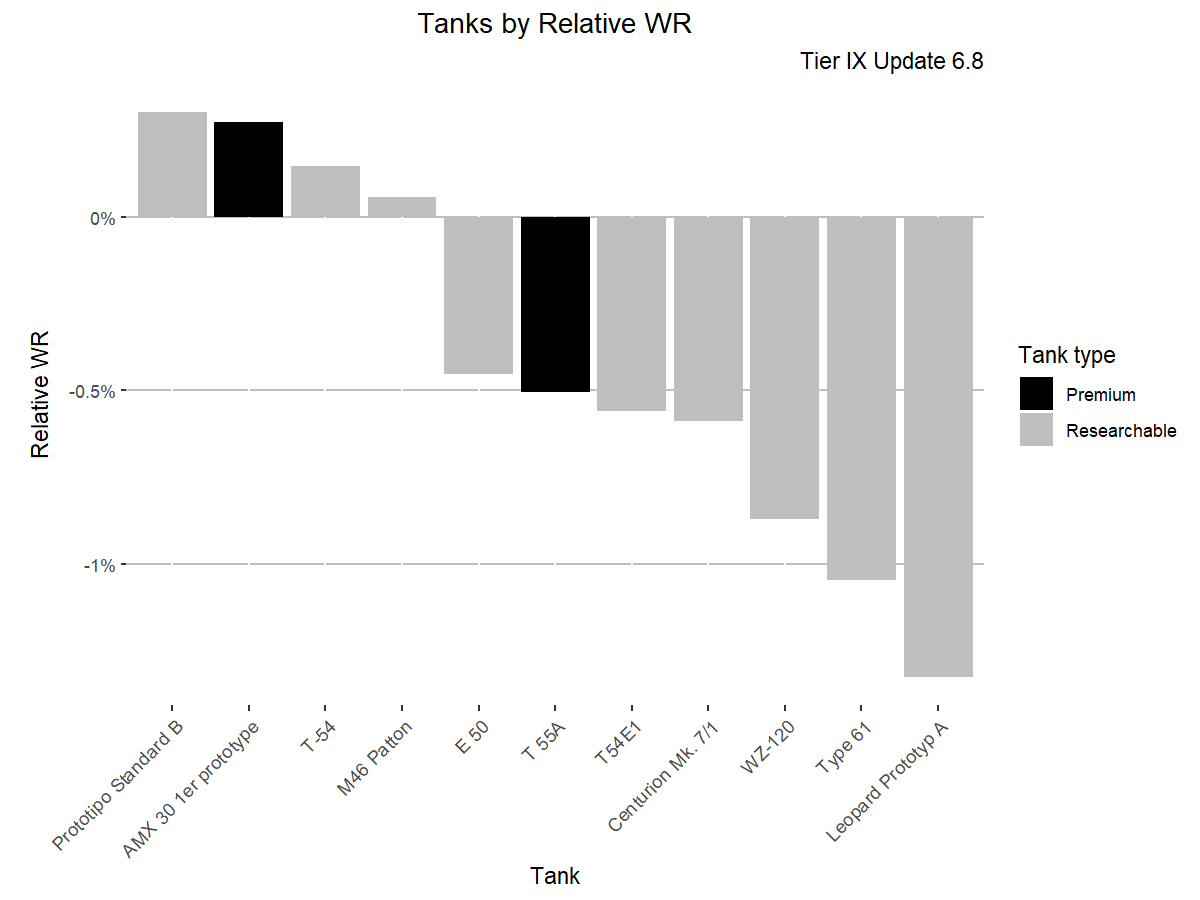 Tanks by Relative WR
Tier IX Update 6.8
Relative WR
0%
-0.5%
-1%
Prototipo Standard B
AMX 30 1er prototype
T-54
M46 Patton
E 50
T 55A
T54E1
Centurion Mk. 7/1
WZ-120
Type 61
Leopard Prototyp A
Tank
Tank type
Premium
Researchable